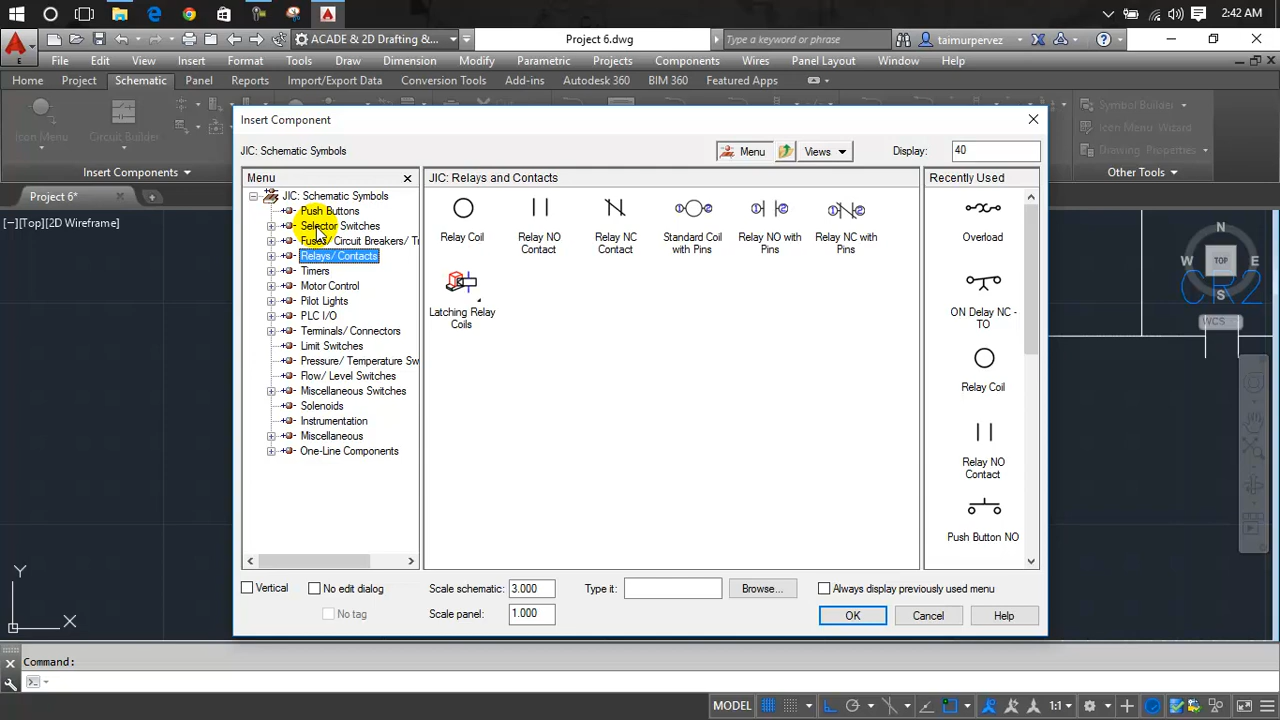 2:42 AM
E
ACADE & 2D Drafting &...
Project 6.dwg
Type a keyword or phrase
taimurpervez
File Edit View Insert Format Tools Draw Dimension Modify Parametric Projects Components Wires Panel Layout Window Help
Home Project Schematic Panel Reports Import/Export Data Conversion Tools Add-ins Autodesk 360 BIM 360 Featured Apps
Icon Menu
Circuit Builder
Insert Components
Symbol Builder
Icon Menu Wizard
Drawing Properties
Other Tools
Project 6*
[−][Top][2D Wireframe]
Insert Component
JIC: Schematic Symbols
Menu
Views
Display:
40
Menu
JIC: Schematic Symbols
Push Buttons
Selector Switches
Fuses/ Circuit Breakers/ Tr
Relays/ Contacts
Timers
Motor Control
Pilot Lights
PLC I/O
Terminals/ Connectors
Limit Switches
Pressure/ Temperature Sw
Flow/ Level Switches
Miscellaneous Switches
Solenoids
Instrumentation
Miscellaneous
One-Line Components
JIC: Relays and Contacts
Relay Coil
Relay NO Contact
Relay NC Contact
Standard Coil with Pins
Relay NO with Pins
Relay NC with Pins
Latching Relay Coils
Recently Used
Overload
ON Delay NC - TO
Relay Coil
Relay NO Contact
Push Button NO
Vertical
No edit dialog
No tag
Scale schematic:
3.000
Scale panel:
1.000
Type it:
Browse...
Always display previously used menu
OK
Cancel
Help
N
W
TOP
E
S
CR2
WCS
Y
X
Command:
MODEL
1:1